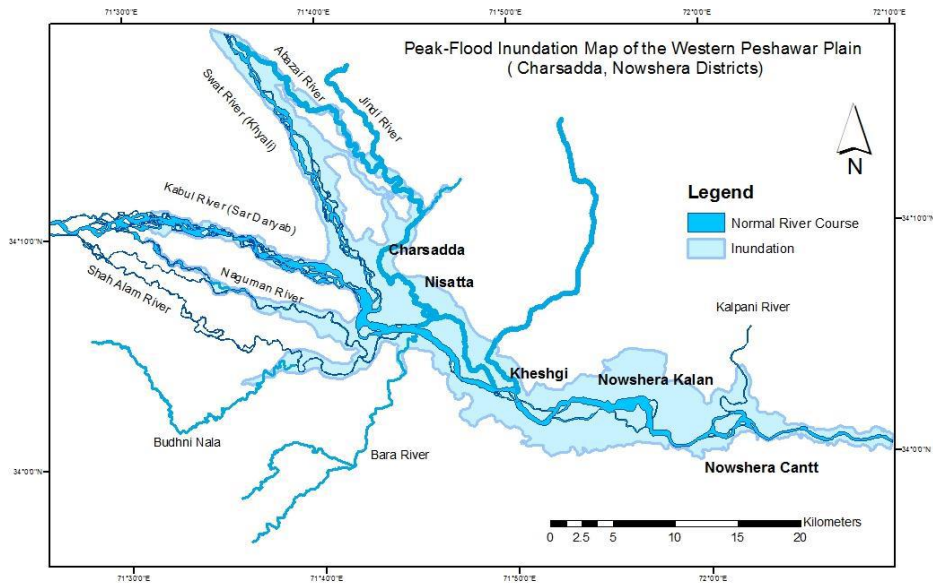 71°30'0"E
71°40'0"E
71°50'0"E
72°0'0"E
72°10'0"E
Peak-Flood Inundation Map of the Western Peshawar Plain
( Charsadda, Nowshera Districts)
Abazai River
Jindi River
Swat River (Khyali)
N
Legend
Normal River Course
Inundation
Kabul River (Sar Daryab)
34°10'0"N
34°10'0"N
Charsadda
Nisatta
Naguman River
Shah Alam River
Kalpani River
Kheshgi
Nowshera Kalan
Budhni Nala
Bara River
Nowshera Cantt
34°0'0"N
34°0'0"N
Kilometers
0 2.5 5 10 15 20
71°30'0"E
71°40'0"E
71°50'0"E
72°0'0"E